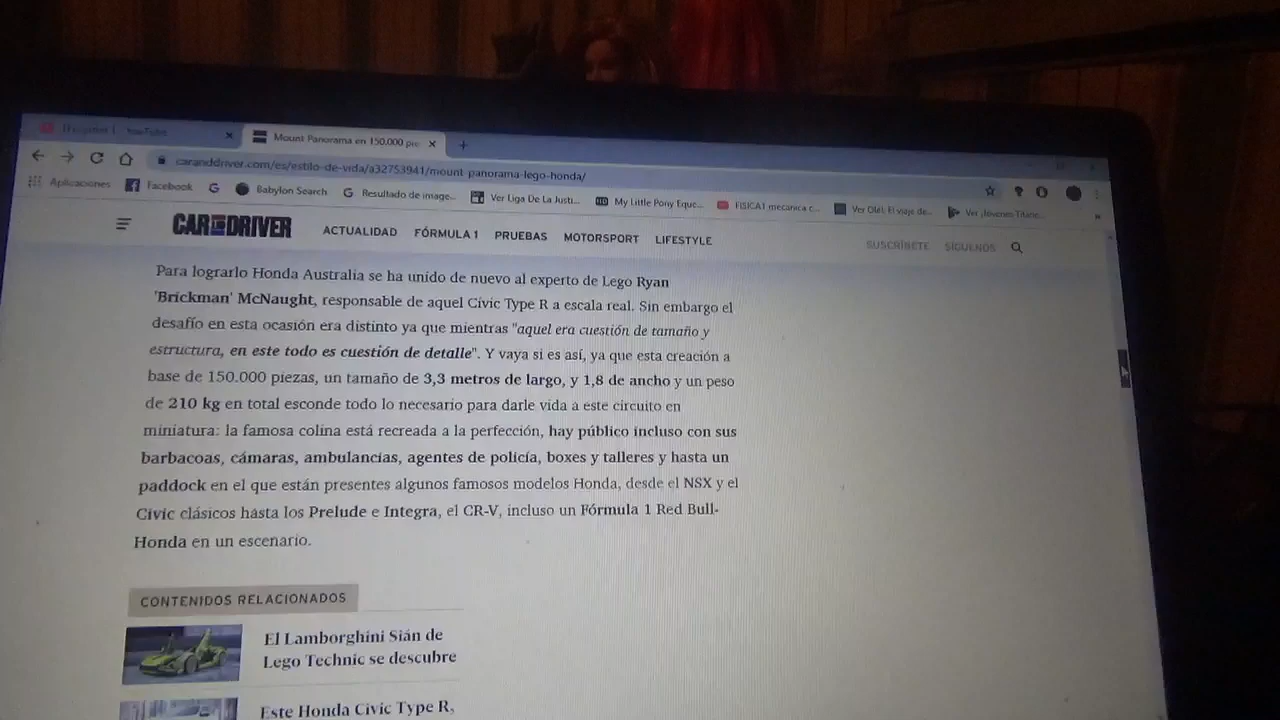 YouTube
Mount Panorama en 150.000 pie
caranddriver.com/es/estilo-de-vida/a32753941/mount-panorama-lego-honda/
Aplicaciones Facebook Babylon Search Resultado de image... Ver Liga De La Justi... My Little Pony Eque... FISICA1 mecanica c... Ver Olé!, El viaje de... Ver ¡Jóvenes Titane...
CAR DRIVER ACTUALIDAD FÓRMULA 1 PRUEBAS MOTORSPORT LIFESTYLE SUSCRÍBETE SÍGUENOS
Para lograrlo Honda Australia se ha unido de nuevo al experto de Lego Ryan
'Brickman' McNaught, responsable de aquel Civic Type R a escala real. Sin embargo el
desafío en esta ocasión era distinto ya que mientras "aquel era cuestión de tamaño y
estructura, en este todo es cuestión de detalle". Y vaya si es así, ya que esta creación a
base de 150.000 piezas, un tamaño de 3,3 metros de largo, y 1,8 de ancho y un peso
de 210 kg en total esconde todo lo necesario para darle vida a este circuito en
miniatura: la famosa colina está recreada a la perfección, hay público incluso con sus
barbacoas, cámaras, ambulancias, agentes de policía, boxes y talleres y hasta un
paddock en el que están presentes algunos famosos modelos Honda, desde el NSX y el
Civic clásicos hasta los Prelude e Integra, el CR-V, incluso un Fórmula 1 Red Bull-
Honda en un escenario.
CONTENIDOS RELACIONADOS
El Lamborghini Sián de
Lego Technic se descubre
Este Honda Civic Type R,